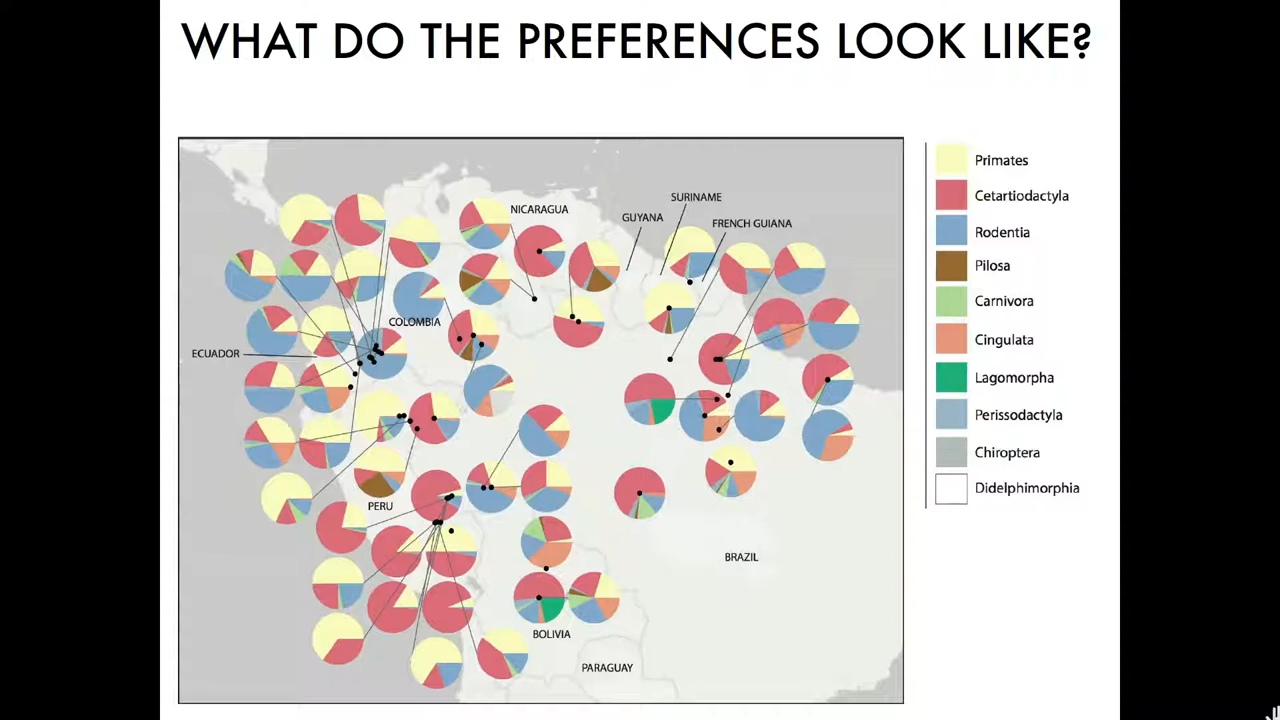 WHAT DO THE PREFERENCES LOOK LIKE?
SURINAME
NICARAGUA
GUYANA
FRENCH GUIANA
COLOMBIA
ECUADOR
PERU
BRAZIL
BOLIVIA
PARAGUAY
Primates
Cetartiodactyla
Rodentia
Pilosa
Carnivora
Cingulata
Lagomorpha
Perissodactyla
Chiroptera
Didelphimorphia